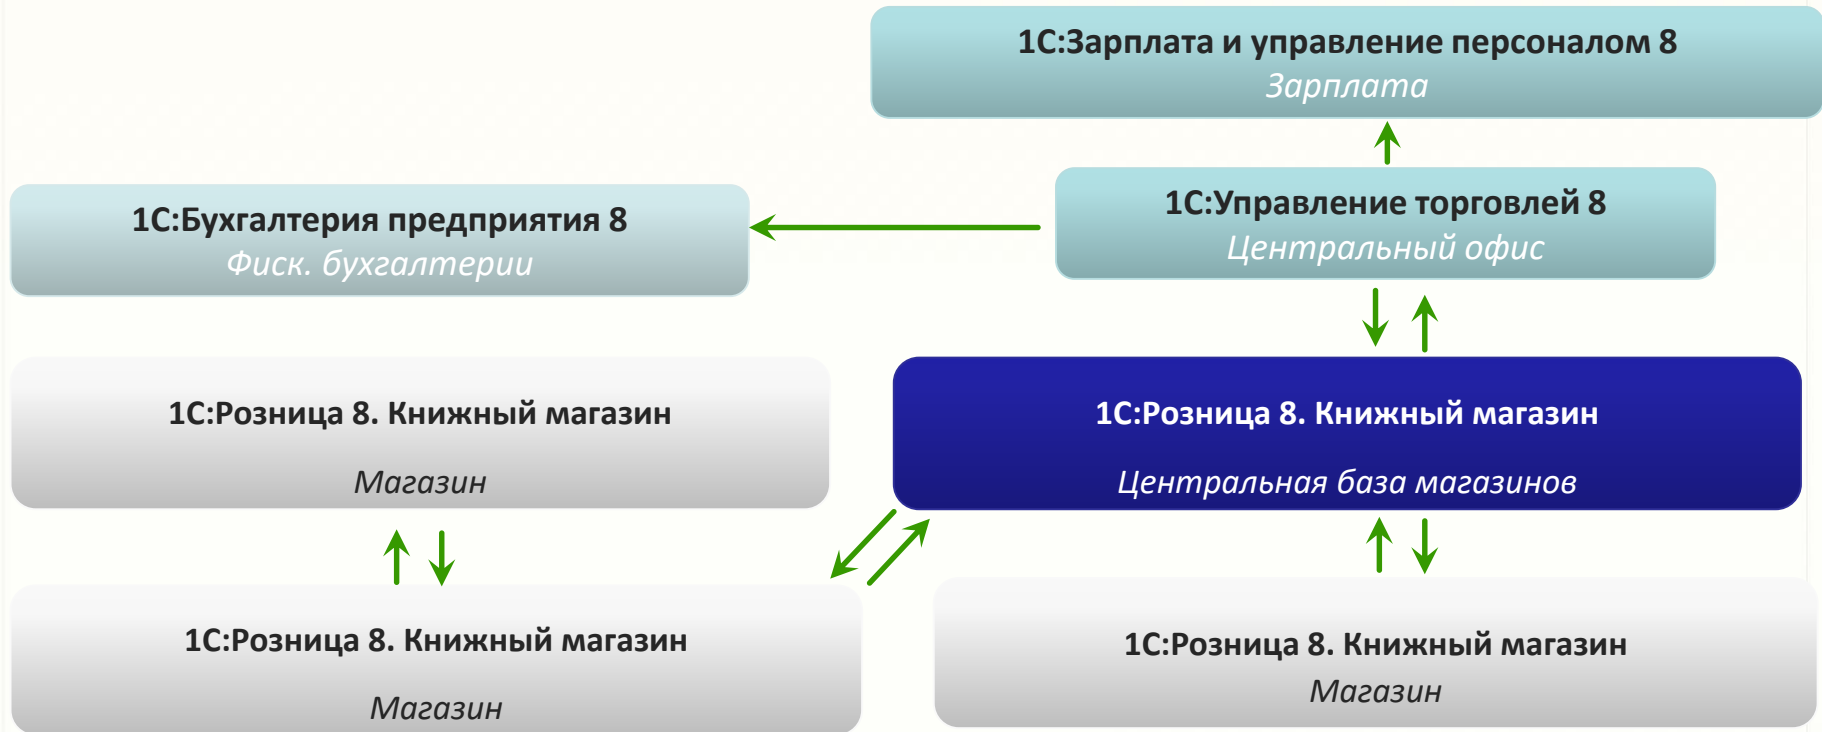 1С:Зарплата и управление персоналом 8
Зарплата
1С:Бухгалтерия предприятия 8
Фиск. бухгалтерии
1С:Управление торговлей 8
Центральный офис
1С:Розница 8. Книжный магазин
Магазин
1С:Розница 8. Книжный магазин
Центральная база магазинов
1С:Розница 8. Книжный магазин
Магазин
1С:Розница 8. Книжный магазин
Магазин